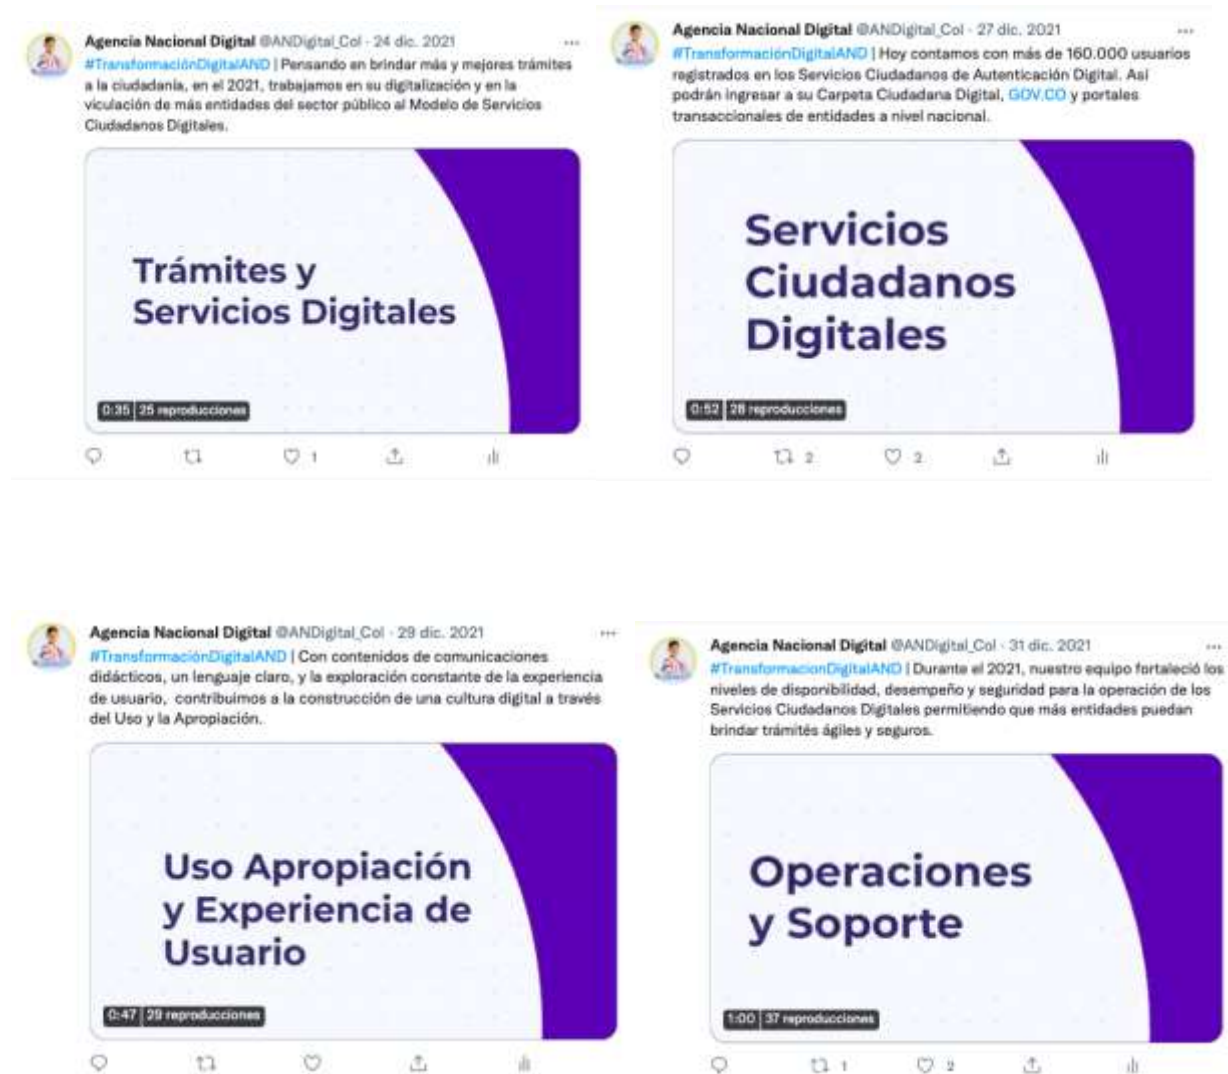 Agencia Nacional Digital @ANDigital_Col · 24 dic. 2021
#TransformaciónDigitalAND | Pensando en brindar más y mejores trámites
a la ciudadanía, en el 2021, trabajamos en su digitalización y en la
viculación de más entidades del sector público al Modelo de Servicios
Ciudadanos Digitales.
Trámites y
Servicios Digitales
0:35 25 reproducciones
1
Agencia Nacional Digital @ANDigital_Col · 27 dic. 2021
#TransformaciónDigitalAND | Hoy contamos con más de 160.000 usuarios
registrados en los Servicios Ciudadanos de Autenticación Digital. Así
podrán ingresar a su Carpeta Ciudadana Digital, GOV.CO y portales
transaccionales de entidades a nivel nacional.
Servicios
Ciudadanos
Digitales
0:52 28 reproducciones
2 2
Agencia Nacional Digital @ANDigital_Col · 29 dic. 2021
#TransformaciónDigitalAND | Con contenidos de comunicaciones
didácticos, un lenguaje claro, y la exploración constante de la experiencia
de usuario, contribuimos a la construcción de una cultura digital a través
del Uso y la Apropiación.
Uso Apropiación
y Experiencia de
Usuario
0:47 29 reproducciones
Agencia Nacional Digital @ANDigital_Col · 31 dic. 2021
#TransformacionDigitalAND | Durante el 2021, nuestro equipo fortaleció los
niveles de disponibilidad, desempeño y seguridad para la operación de los
Servicios Ciudadanos Digitales permitiendo que más entidades puedan
brindar trámités ágiles y seguros.
Operaciones
y Soporte
1:00 37 reproducciones
1 2